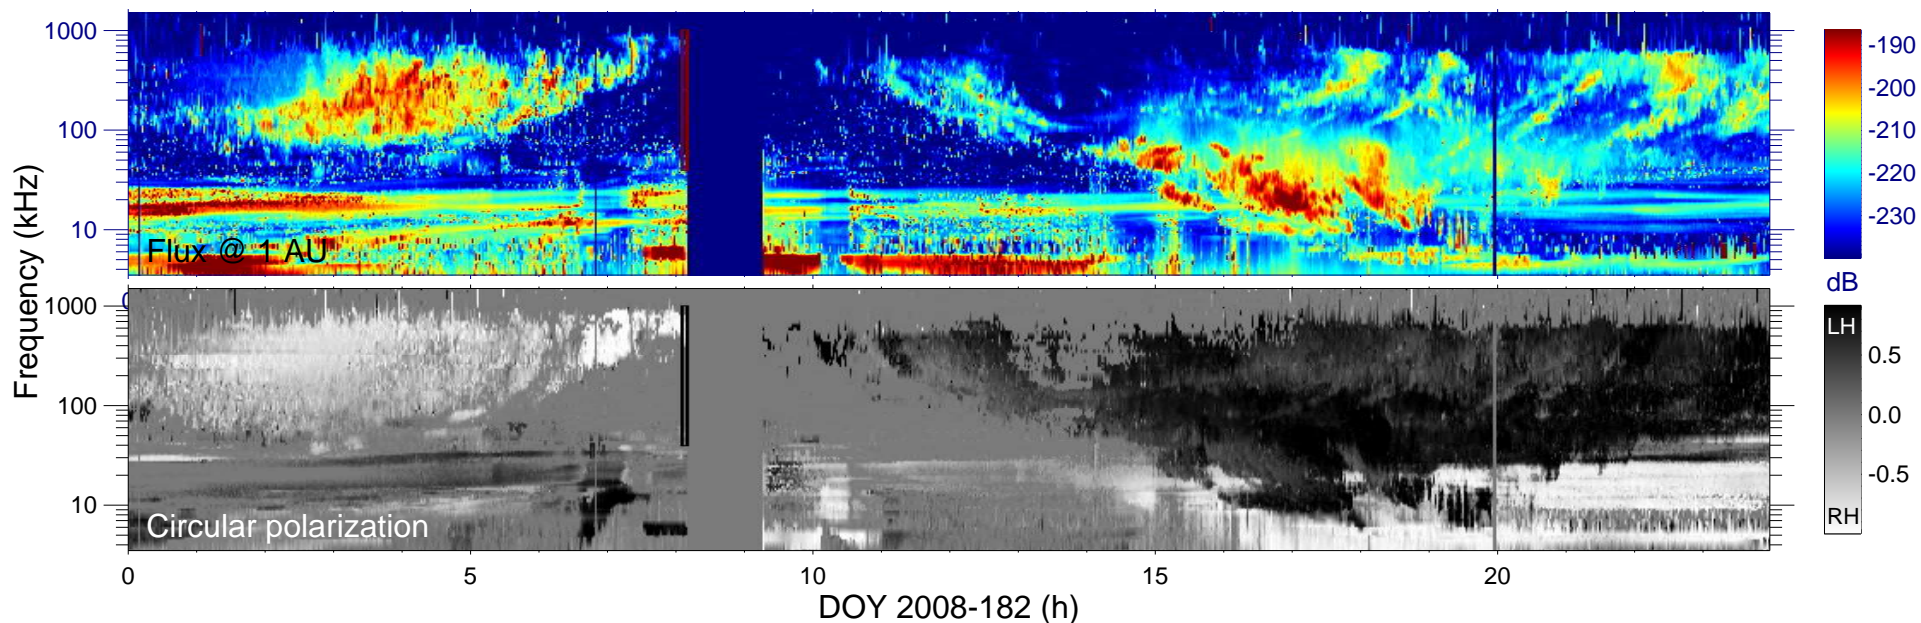 1000
100
10
Flux @ 1 AU
-190
-200
-210
-220
-230
dB
0
Frequency (kHz)
1000
100
10
Circular polarization
LH
0.5
0.0
-0.5
RH
0 5 10 15 20
DOY 2008-182 (h)